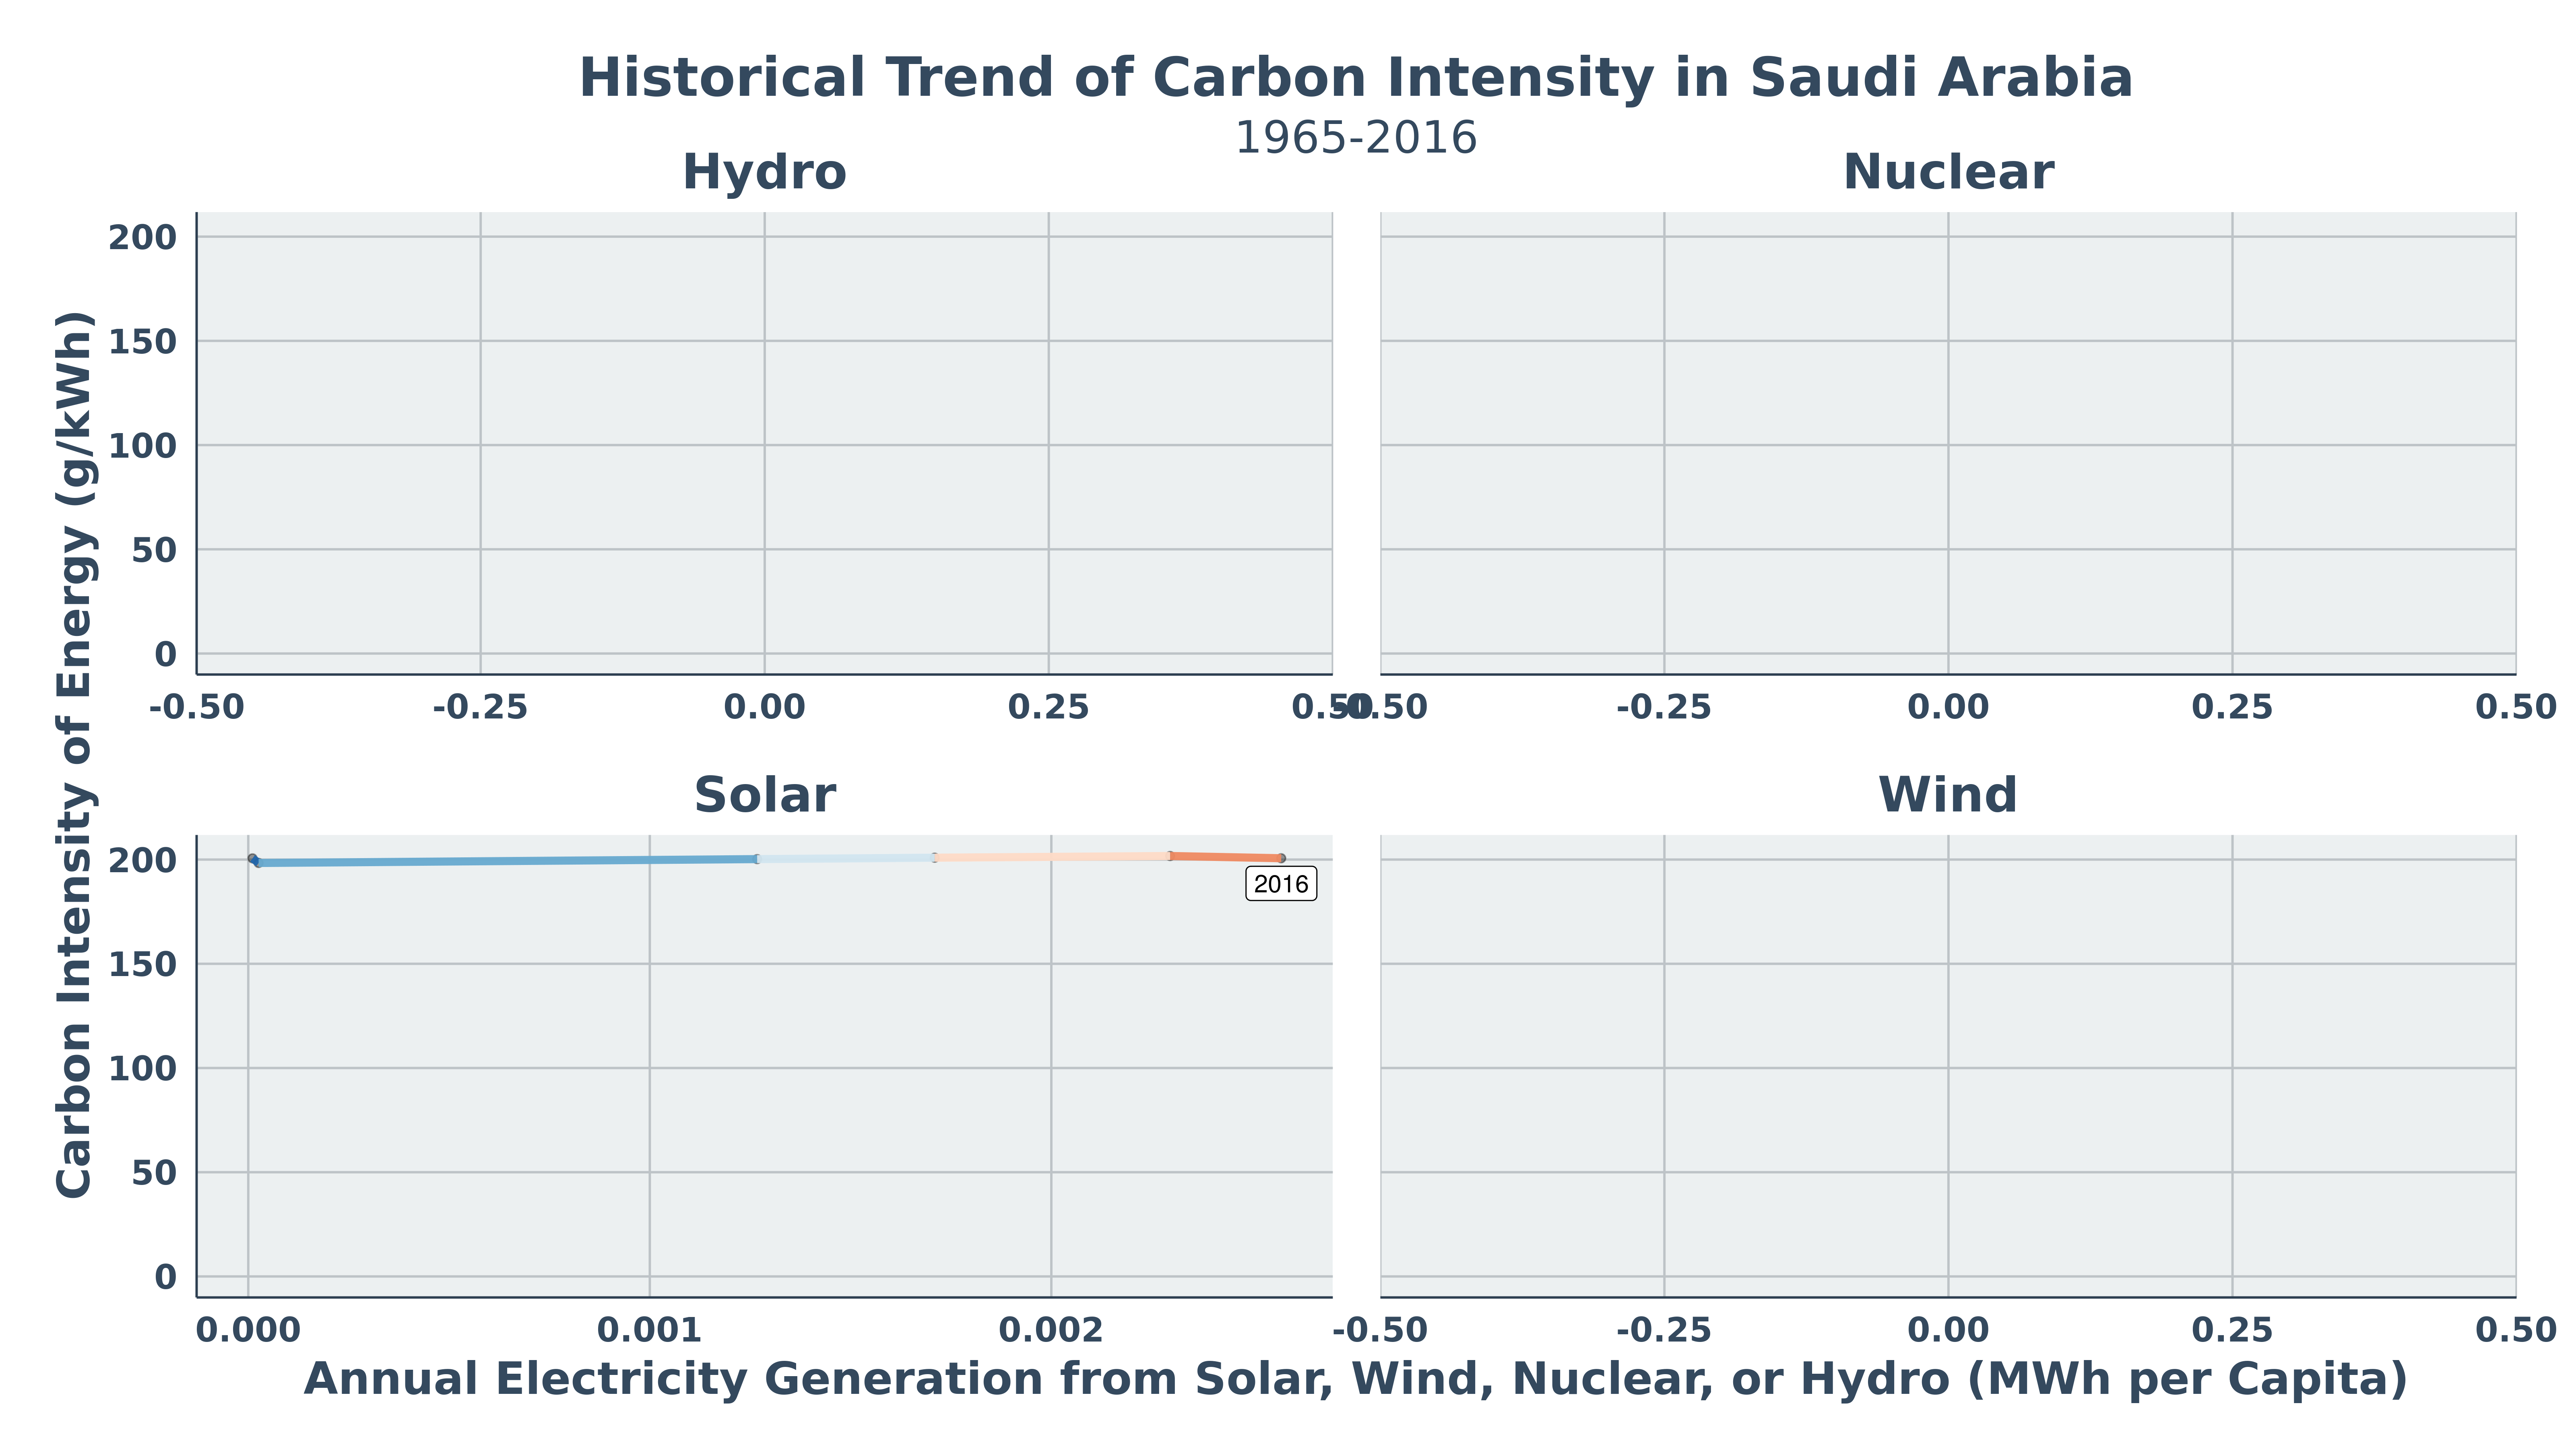 Historical Trend of Carbon Intensity in Saudi Arabia
1965-2016
Hydro
Nuclear
Carbon Intensity of Energy (g/kWh)
200
150
100
50
0
-0.50 -0.25 0.00 0.25 0.50
-0.50 -0.25 0.00 0.25 0.50
Solar
Wind
200
150
100
50
0
2016
0.000 0.001 0.002
-0.50 -0.25 0.00 0.25 0.50
Annual Electricity Generation from Solar, Wind, Nuclear, or Hydro (MWh per Capita)